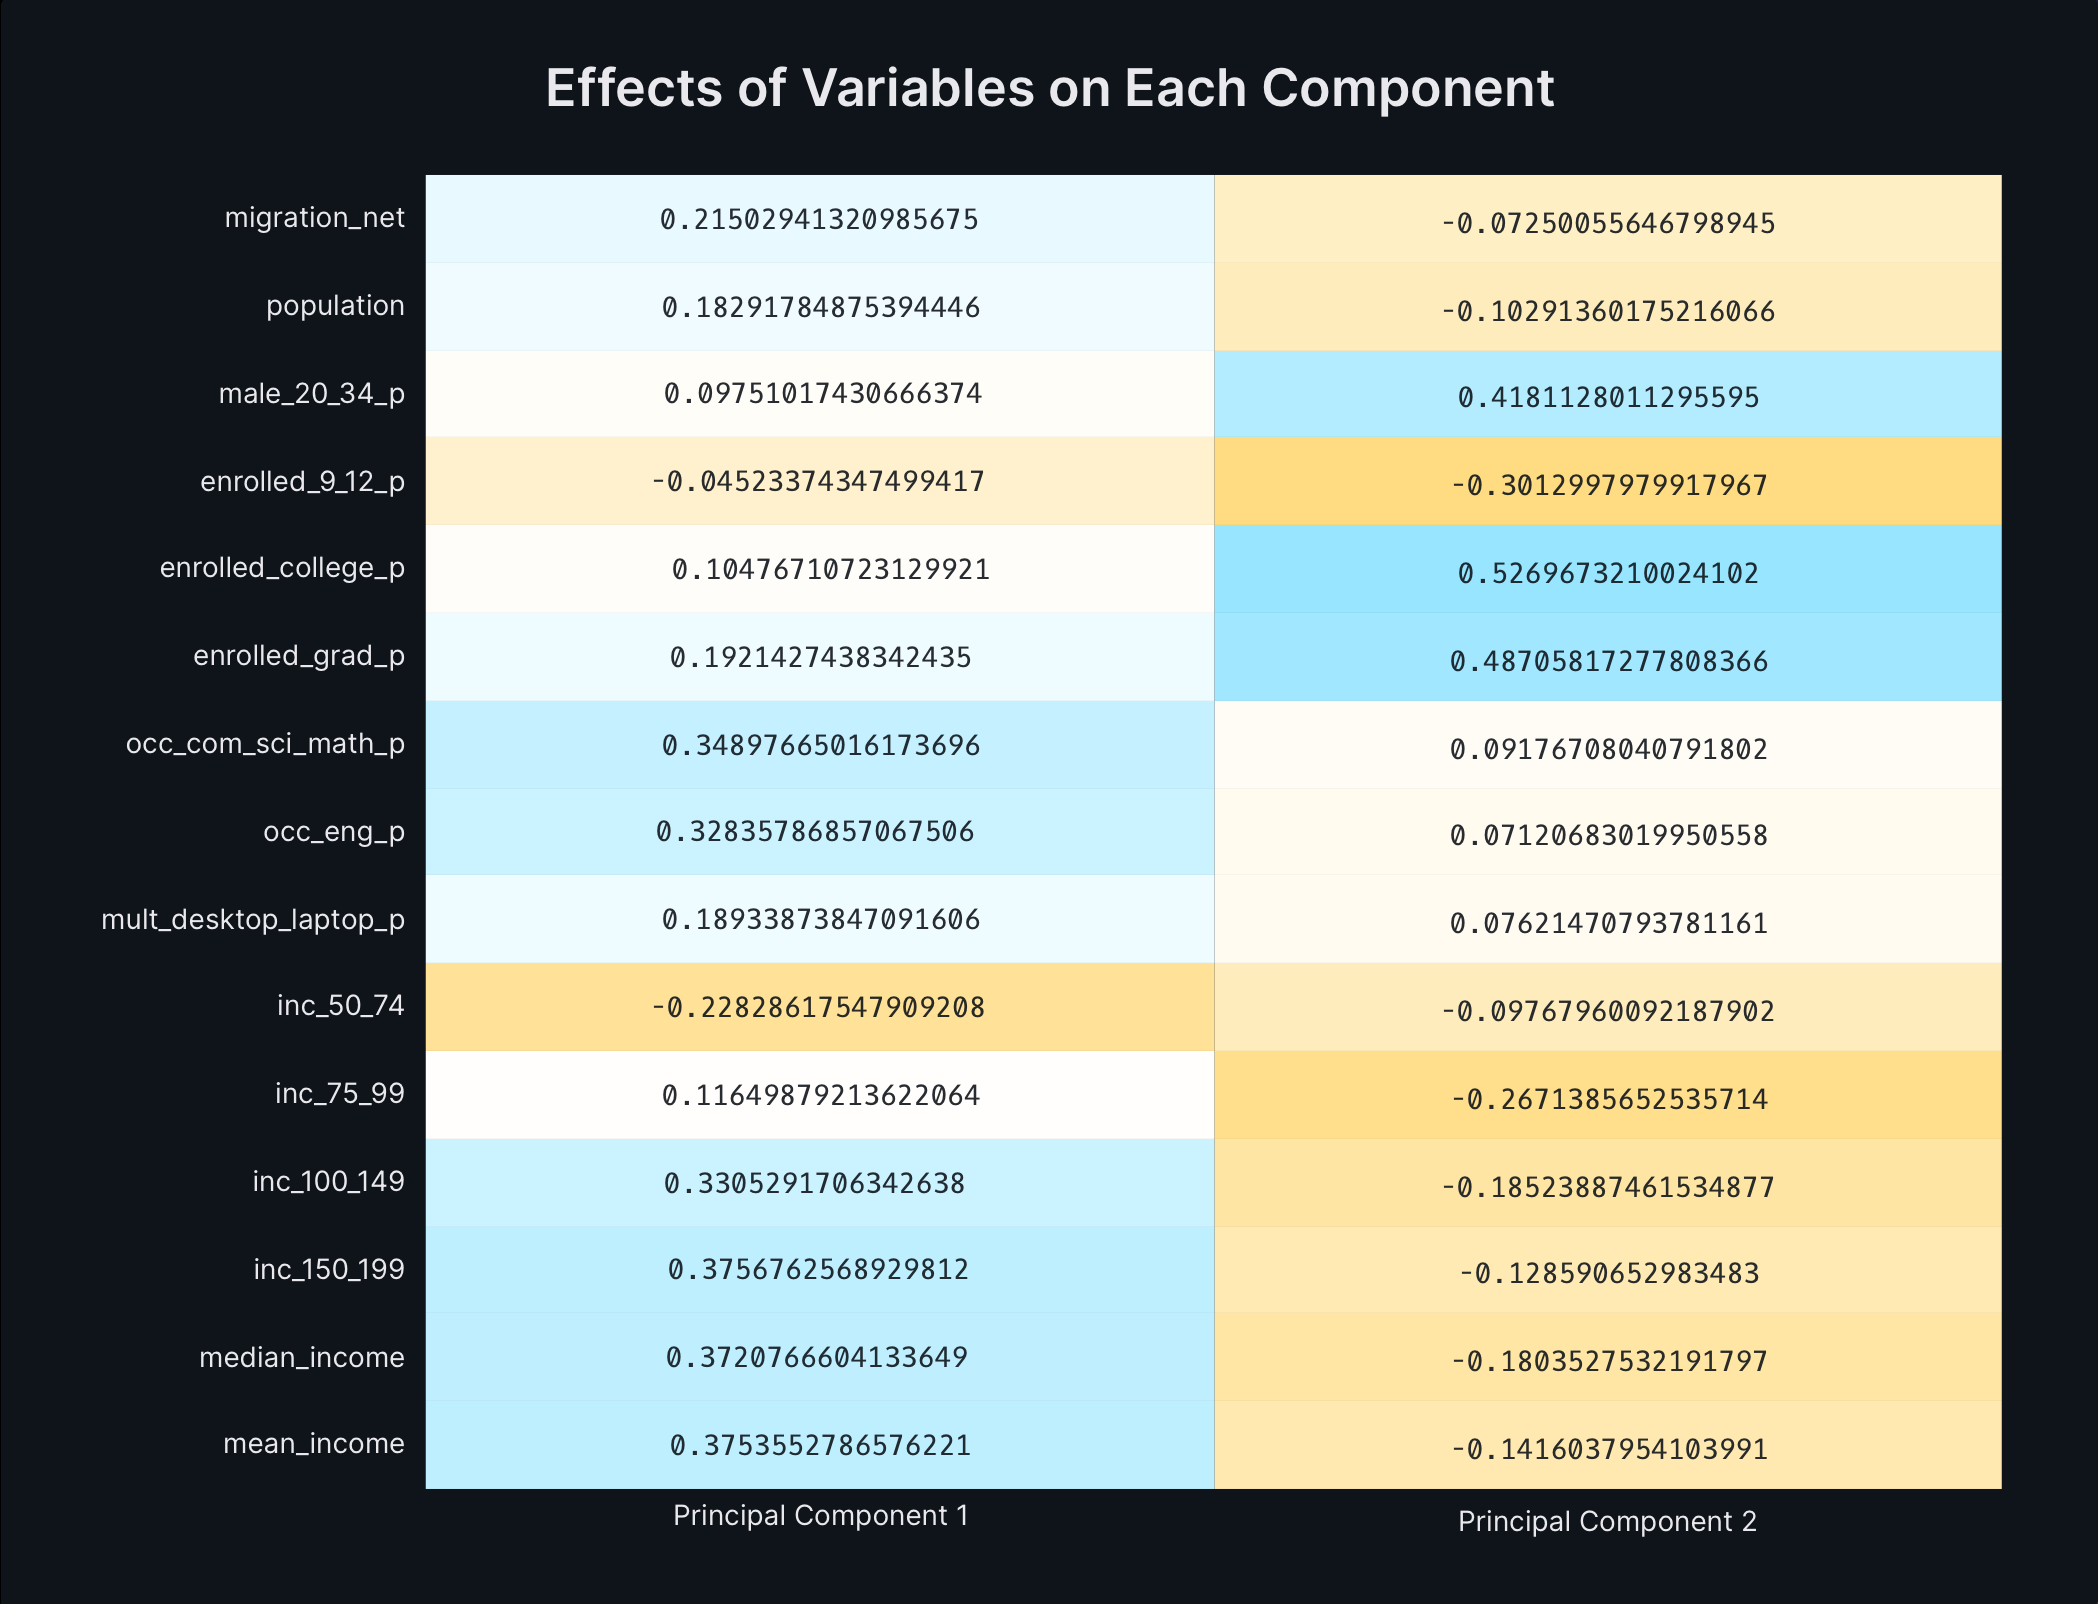 Effects of Variables on Each Component
migration_net 0.21502941320985675 -0.07250055646798945
population 0.18291784875394446 -0.10291360175216066
male_20_34_p 0.09751017430666374 0.4181128011295595
enrolled_9_12_p -0.04523374347499417 -0.3012997979917967
enrolled_college_p 0.10476710723129921 0.5269673210024102
enrolled_grad_p 0.1921427438342435 0.48705817277808366
occ_com_sci_math_p 0.34897665016173696 0.09176708040791802
occ_eng_p 0.32835786857067506 0.07120683019950558
mult_desktop_laptop_p 0.18933873847091606 0.07621470793781161
inc_50_74 -0.22828617547909208 -0.09767960092187902
inc_75_99 0.11649879213622064 -0.2671385652535714
inc_100_149 0.3305291706342638 -0.18523887461534877
inc_150_199 0.3756762568929812 -0.128590652983483
median_income 0.3720766604133649 -0.1803527532191797
mean_income 0.3753552786576221 -0.1416037954103991
Principal Component 1 Principal Component 2